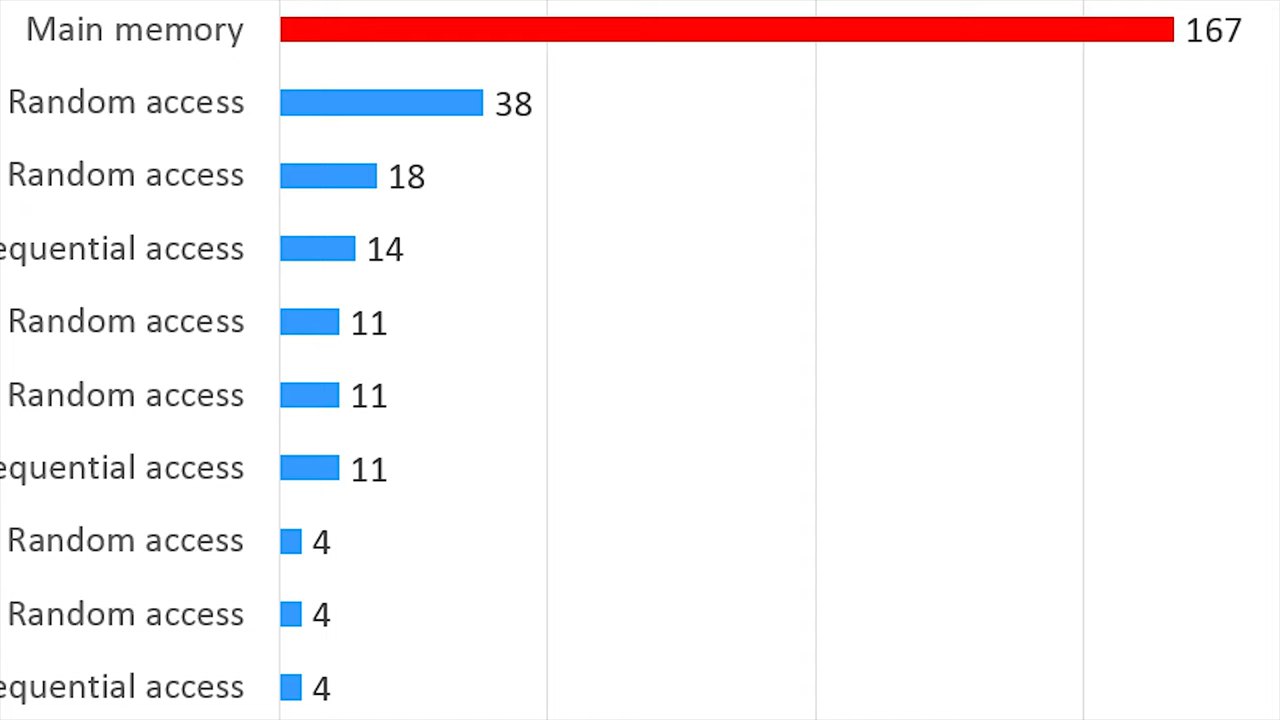 Main memory 167
Random access 38
Random access 18
equential access 14
Random access 11
Random access 11
equential access 11
Random access 4
Random access 4
equential access 4